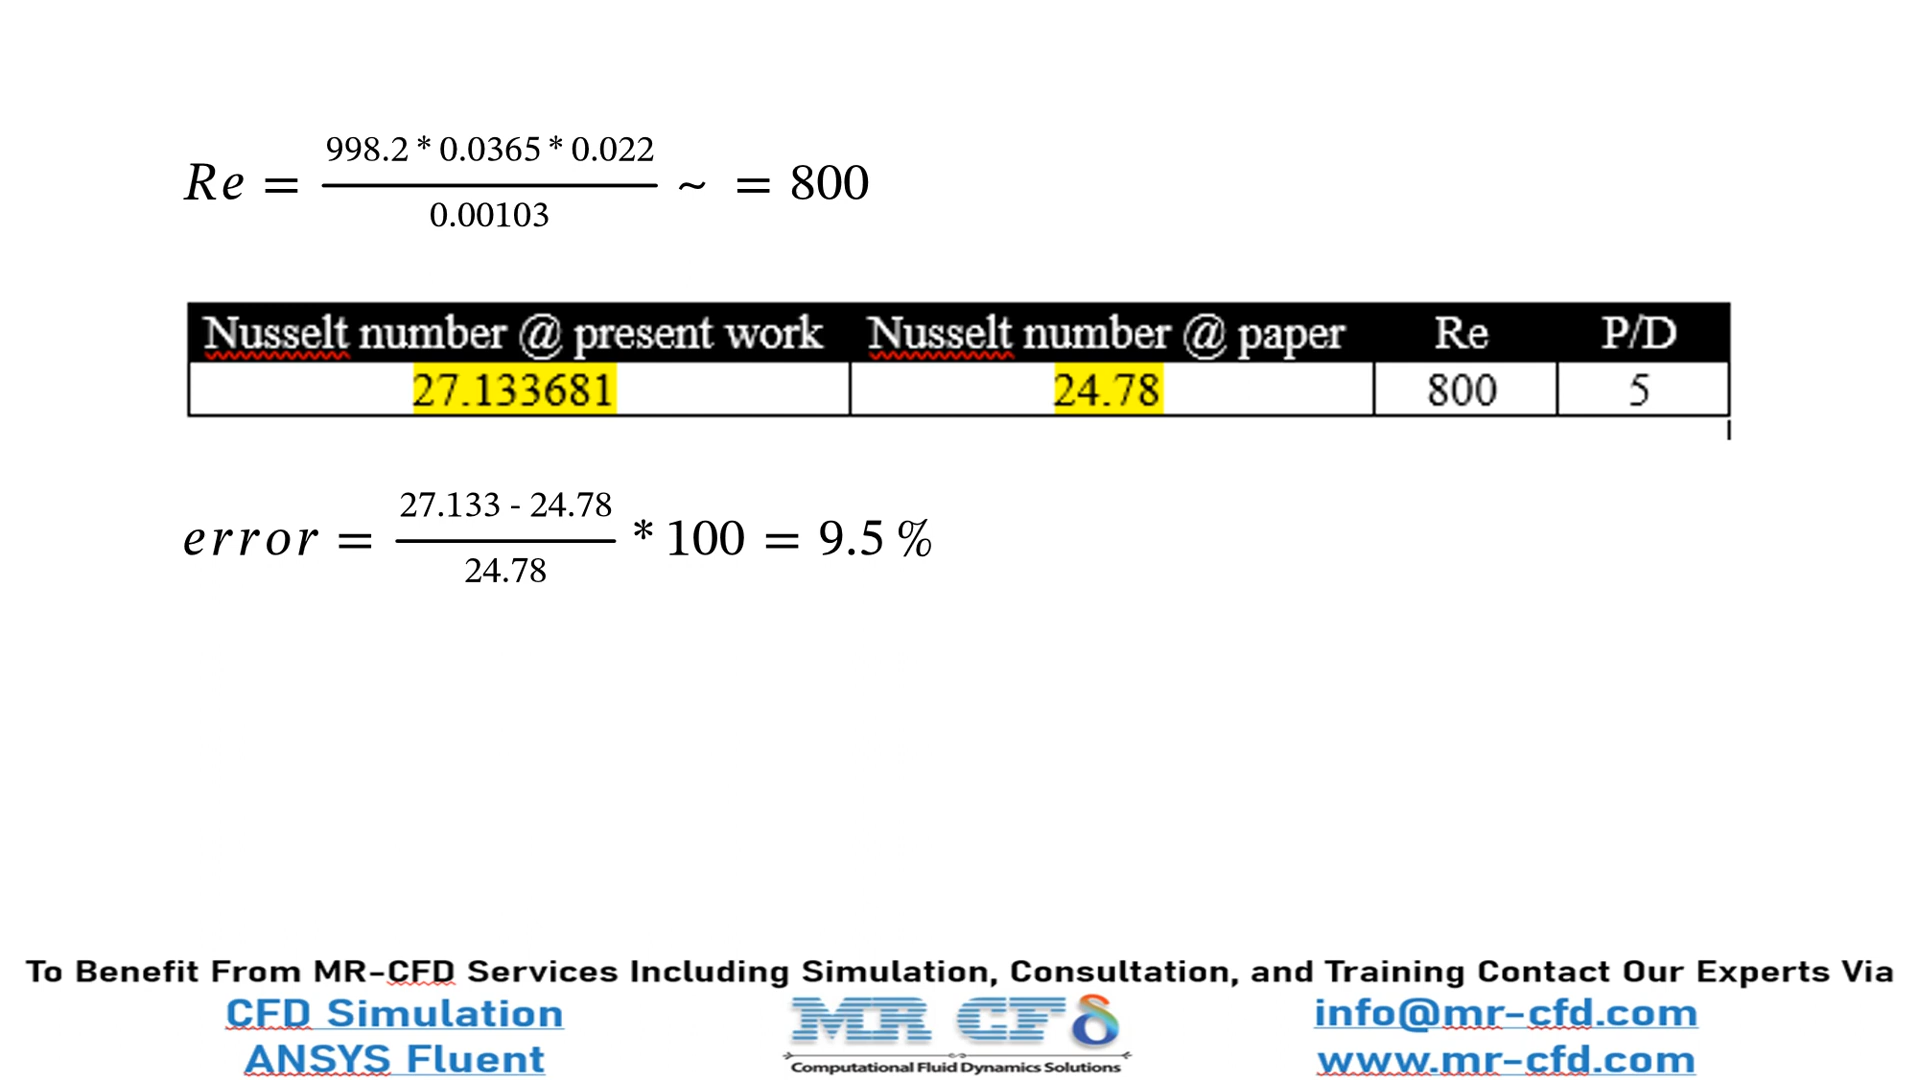 Re = 998.2 * 0.0365 * 0.022 / 0.00103 ~ = 800
Nusselt number @ present work Nusselt number @ paper Re P/D
27.133681 24.78 800 5
error = 27.133 - 24.78 / 24.78 * 100 = 9.5 %
To Benefit From MR-CFD Services Including Simulation, Consultation, and Training Contact Our Experts Via
CFD Simulation
ANSYS Fluent
MR CFδ
Computational Fluid Dynamics Solutions
info@mr-cfd.com
www.mr-cfd.com